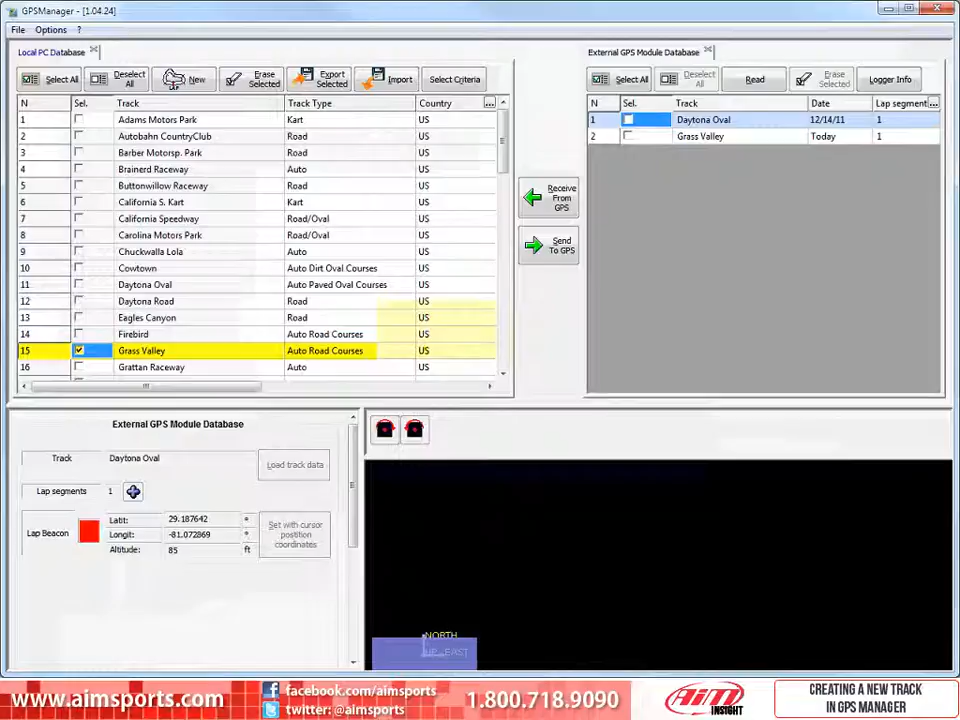 GPSManager - [1.04.24]
File Options ?
Local PC Database
Select All Deselect All New Erase Selected Export Selected Import Select Criteria
N Sel. Track Track Type Country ...
1 Adams Motors Park Kart US
2 Autobahn CountryClub Road US
3 Barber Motorsp. Park Road US
4 Brainerd Raceway Auto US
5 Buttonwillow Raceway Road US
6 California S. Kart Kart US
7 California Speedway Road/Oval US
8 Carolina Motors Park Road/Oval US
9 Chuckwalla Lola Auto US
10 Cowtown Auto Dirt Oval Courses US
11 Daytona Oval Auto Paved Oval Courses US
12 Daytona Road Road US
13 Eagles Canyon Road US
14 Firebird Auto Road Courses US
15 Grass Valley Auto Road Courses US
16 Grattan Raceway Auto US
Receive From GPS
Send To GPS
External GPS Module Database
Select All Deselect All Read Erase Selected Logger Info
N Sel. Track Date Lap segment ...
1 Daytona Oval 12/14/11 1
2 Grass Valley Today 1
External GPS Module Database
Track Daytona Oval Load track data
Lap segments 1
Lap Beacon
Latit: 29.187642 °
Longit: -81.072869 °
Altitude: 85 ft
Set with cursor position coordinates
NORTH
UP EAST
www.aimsports.com
facebook.com/aimsports
twitter: @aimsports
1.800.718.9090
AiM INSIGHT
CREATING A NEW TRACK
IN GPS MANAGER